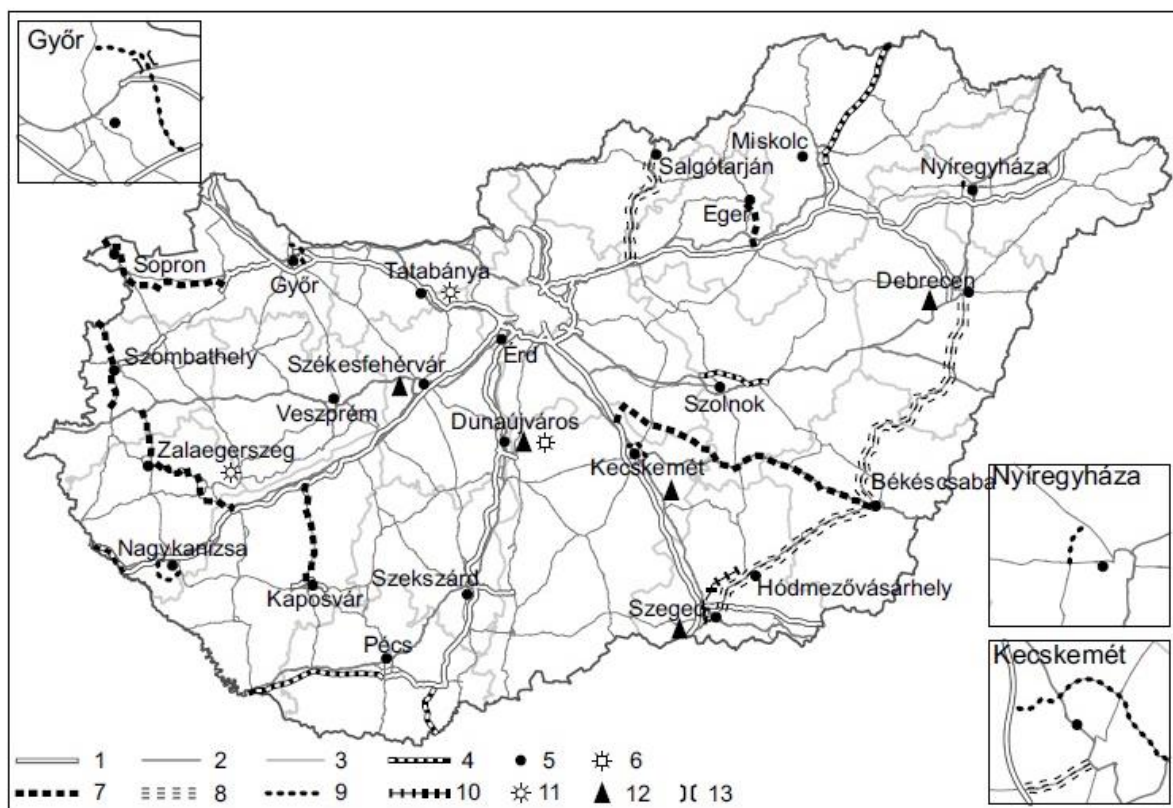 Győr
Miskolc
Salgótarján
Nyíregyháza
Eger
Sopron
Győr
Tatabánya
Debrecen
Szombathely
Székesfehérvár
Érd
Veszprém
Szolnok
Dunaújváros
Zalaegerszeg
Kecskemét
Békéscsaba
Nyíregyháza
Nagykanizsa
Szekszárd
Kaposvár
Hódmezővásárhely
Szeged
Pécs
Kecskemét
1 2 3 4 5 6
7 8 9 10 11 12 13